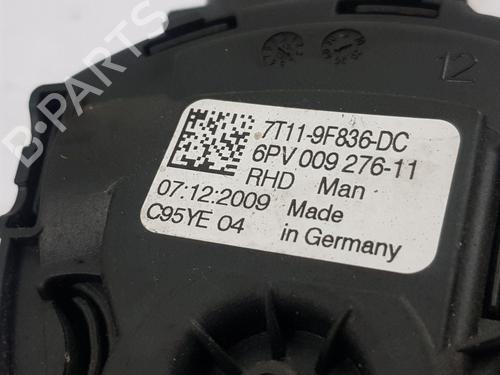 12
7T11-9F836-DC
6PV 009 276-11
RHD Man
07.12.2009 Made
C95YE 04 in Germany
B-PARTS